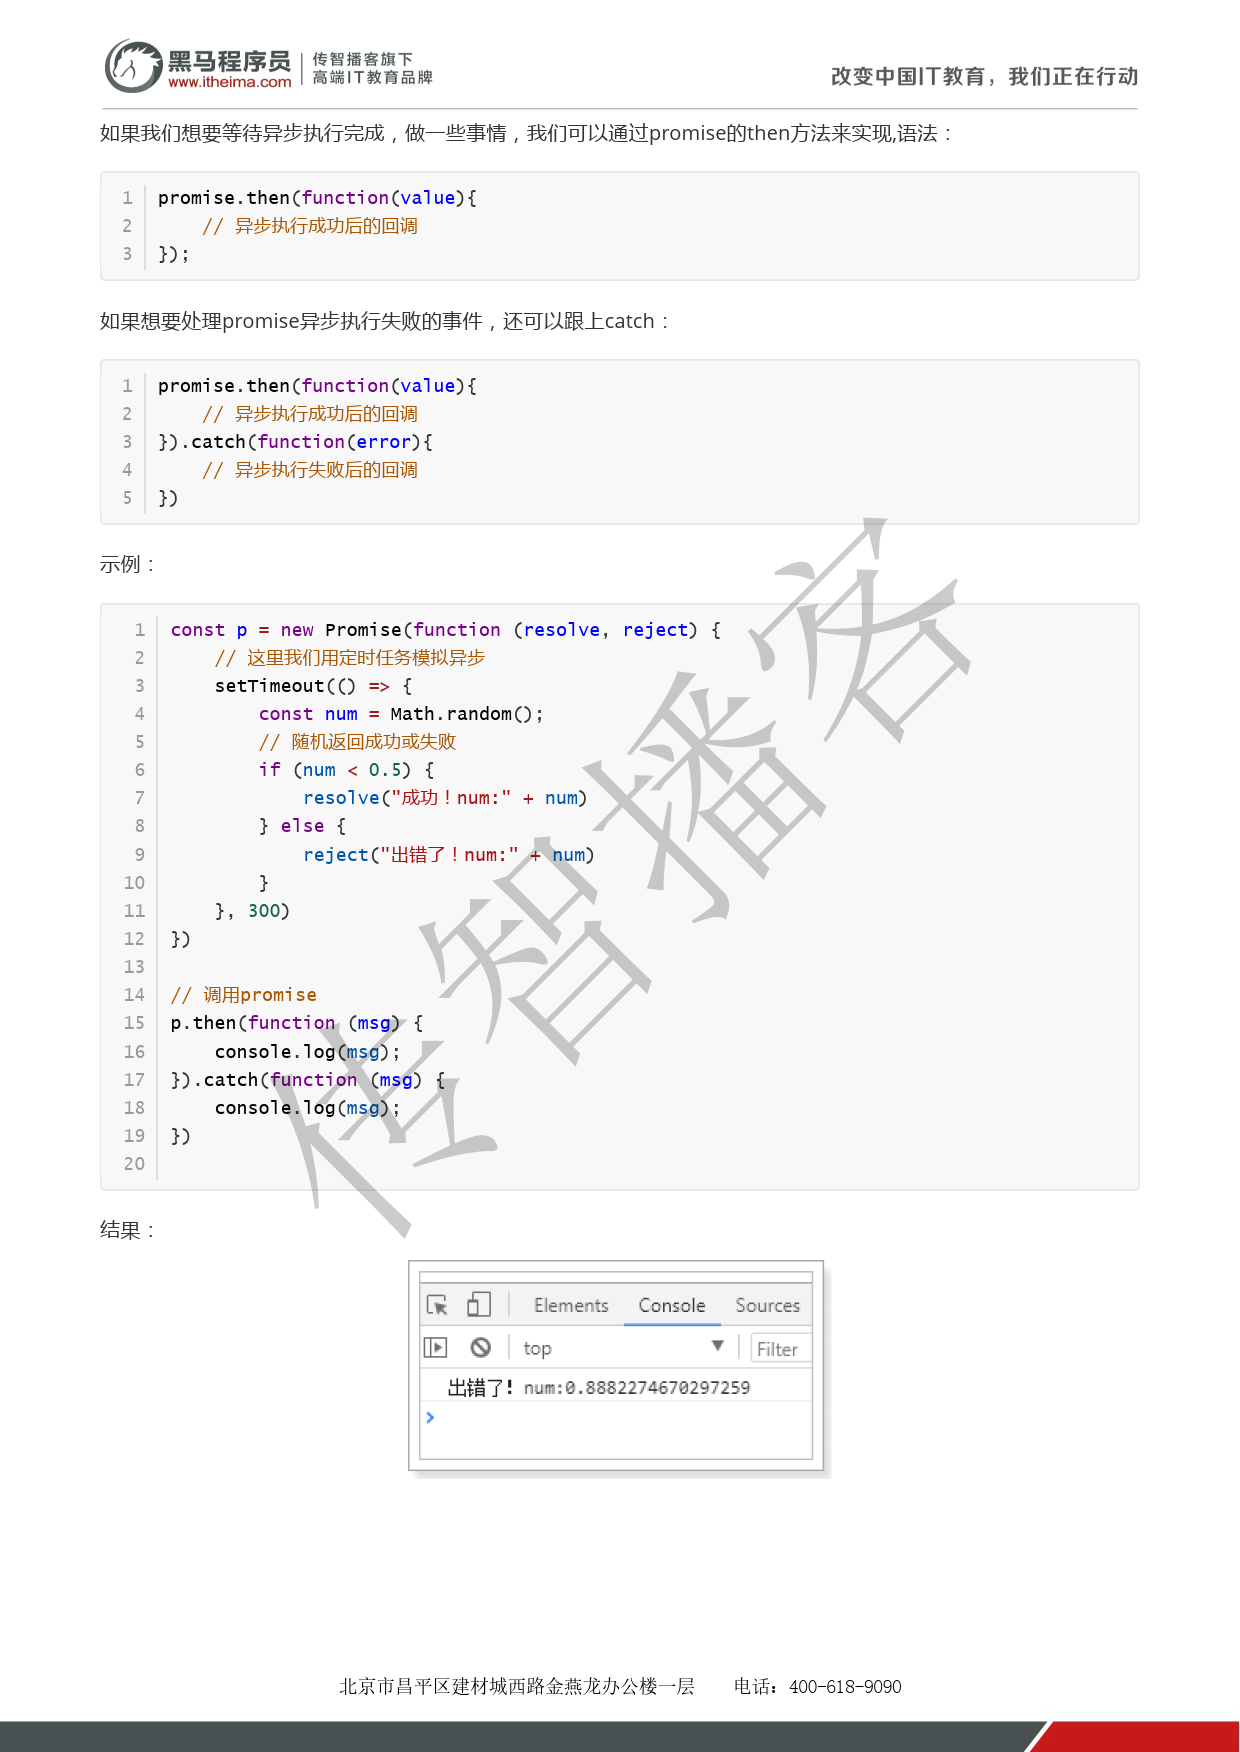 黑马程序员
www.itheima.com
传智播客旗下
高端IT教育品牌
改变中国IT教育，我们正在行动
如果我们想要等待异步执行完成，做一些事情，我们可以通过promise的then方法来实现,语法：
1 promise.then(function(value){
2     // 异步执行成功后的回调
3 });
如果想要处理promise异步执行失败的事件，还可以跟上catch：
1 promise.then(function(value){
2     // 异步执行成功后的回调
3 }).catch(function(error){
4     // 异步执行失败后的回调
5 })
示例：
1 const p = new Promise(function (resolve, reject) {
2     // 这里我们用定时任务模拟异步
3     setTimeout(() => {
4         const num = Math.random();
5         // 随机返回成功或失败
6         if (num < 0.5) {
7             resolve("成功！num:" + num)
8         } else {
9             reject("出错了！num:" + num)
10         }
11     }, 300)
12 })
13
14 // 调用promise
15 p.then(function (msg) {
16     console.log(msg);
17 }).catch(function (msg) {
18     console.log(msg);
19 })
20
传智播客
结果：
Elements Console Sources
top ▼ Filter
出错了! num:0.8882274670297259
>
北京市昌平区建材城西路金燕龙办公楼一层 电话：400-618-9090